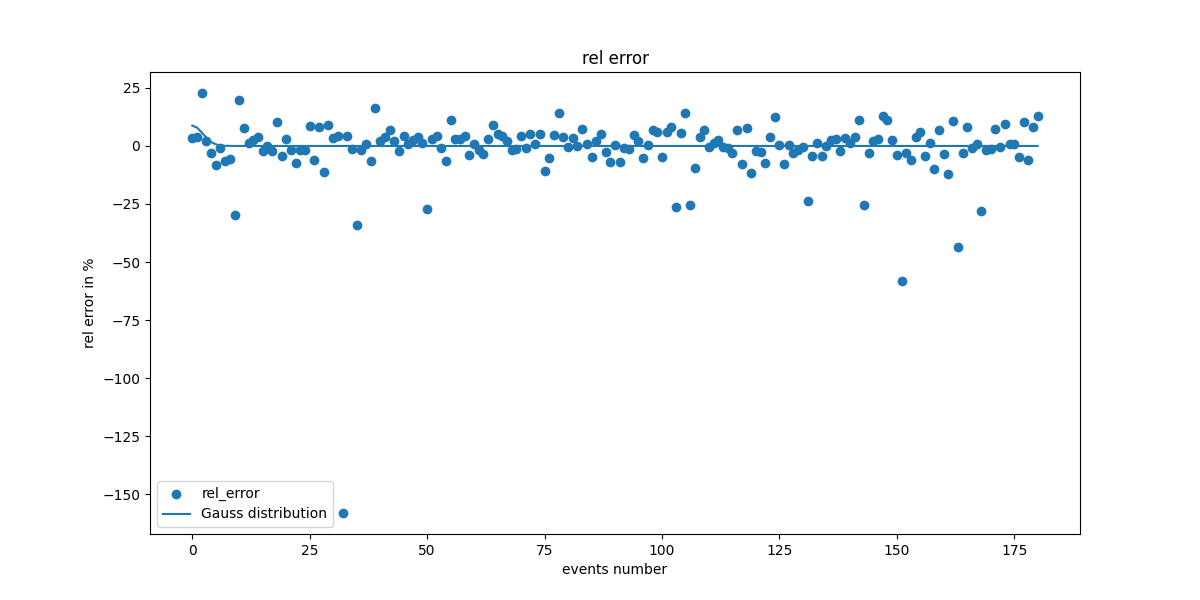 rel error
25
0
−25
−50
−75
−100
−125
−150
rel error in %
rel_error
Gauss distribution
0 25 50 75 100 125 150 175
events number